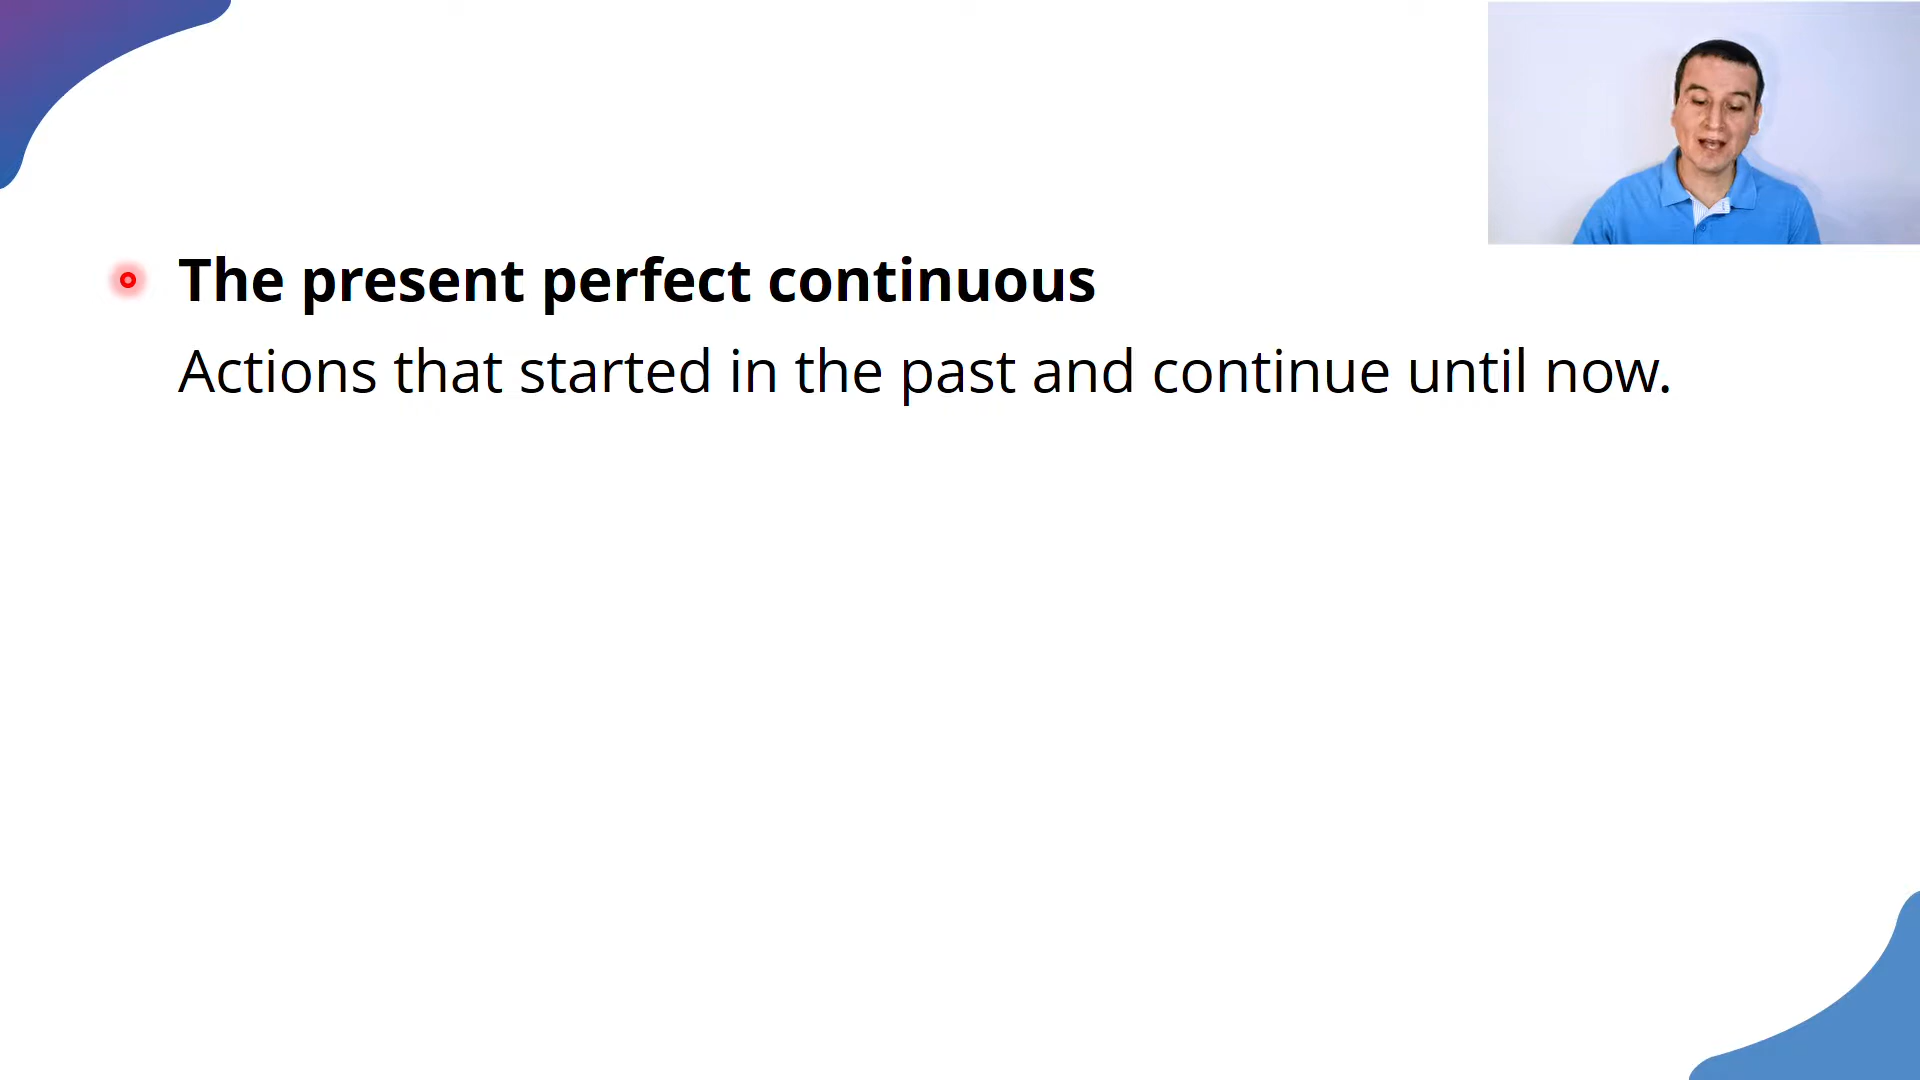 The present perfect continuous
Actions that started in the past and continue until now.